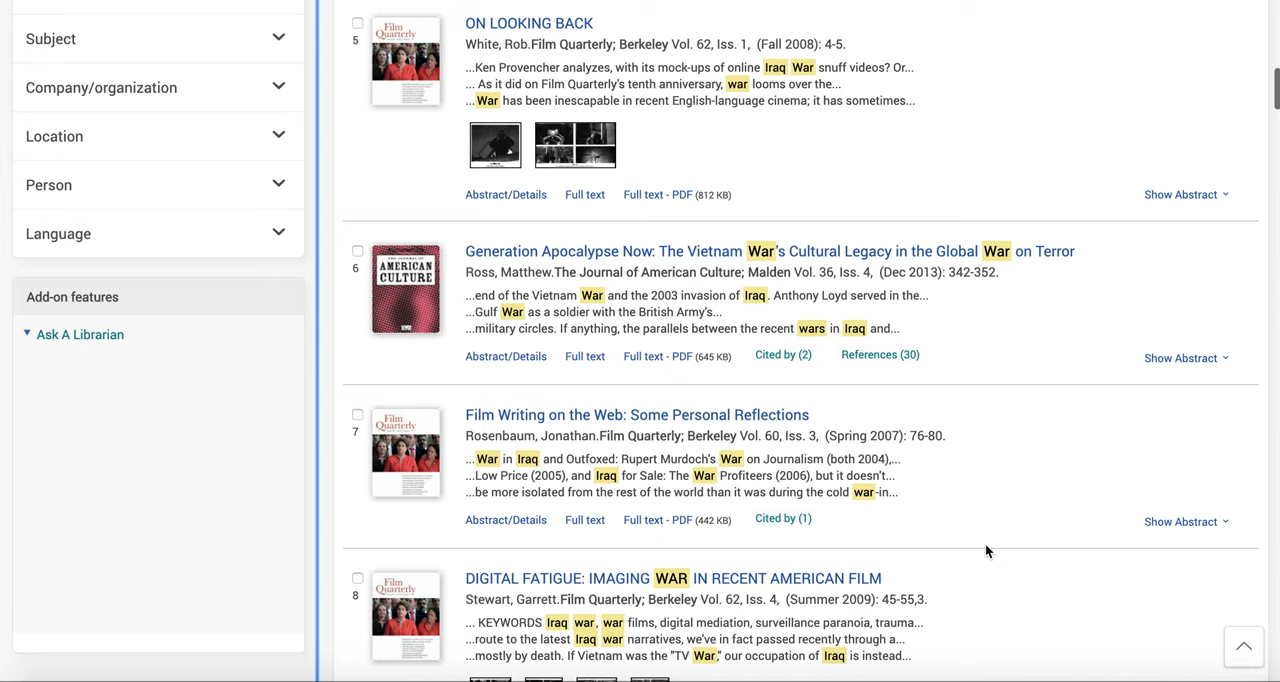 Subject
Company/organization
Location
Person
Language
Add-on features
Ask A Librarian
5
Film
Quarterly
ON LOOKING BACK
White, Rob.Film Quarterly; Berkeley Vol. 62, Iss. 1, (Fall 2008): 4-5.
...Ken Provencher analyzes, with its mock-ups of online Iraq War snuff videos? Or...
... As it did on Film Quarterly's tenth anniversary, war looms over the...
... War has been inescapable in recent English-language cinema; it has sometimes...
Abstract/Details Full text Full text - PDF (812 KB) Show Abstract
6
AMERICAN
CULTURE
Generation Apocalypse Now: The Vietnam War's Cultural Legacy in the Global War on Terror
Ross, Matthew.The Journal of American Culture; Malden Vol. 36, Iss. 4, (Dec 2013): 342-352.
...end of the Vietnam War and the 2003 invasion of Iraq. Anthony Loyd served in the...
...Gulf War as a soldier with the British Army's...
...military circles. If anything, the parallels between the recent wars in Iraq and...
Abstract/Details Full text Full text - PDF (645 KB) Cited by (2) References (30) Show Abstract
7
Film
Quarterly
Film Writing on the Web: Some Personal Reflections
Rosenbaum, Jonathan.Film Quarterly; Berkeley Vol. 60, Iss. 3, (Spring 2007): 76-80.
... War in Iraq and Outfoxed: Rupert Murdoch's War on Journalism (both 2004),...
...Low Price (2005), and Iraq for Sale: The War Profiteers (2006), but it doesn't...
...be more isolated from the rest of the world than it was during the cold war-in...
Abstract/Details Full text Full text - PDF (442 KB) Cited by (1) Show Abstract
8
Film
Quarterly
DIGITAL FATIGUE: IMAGING WAR IN RECENT AMERICAN FILM
Stewart, Garrett.Film Quarterly; Berkeley Vol. 62, Iss. 4, (Summer 2009): 45-55,3.
... KEYWORDS Iraq war, war films, digital mediation, surveillance paranoia, trauma...
...route to the latest Iraq war narratives, we've in fact passed recently through a...
...mostly by death. If Vietnam was the "TV War," our occupation of Iraq is instead...